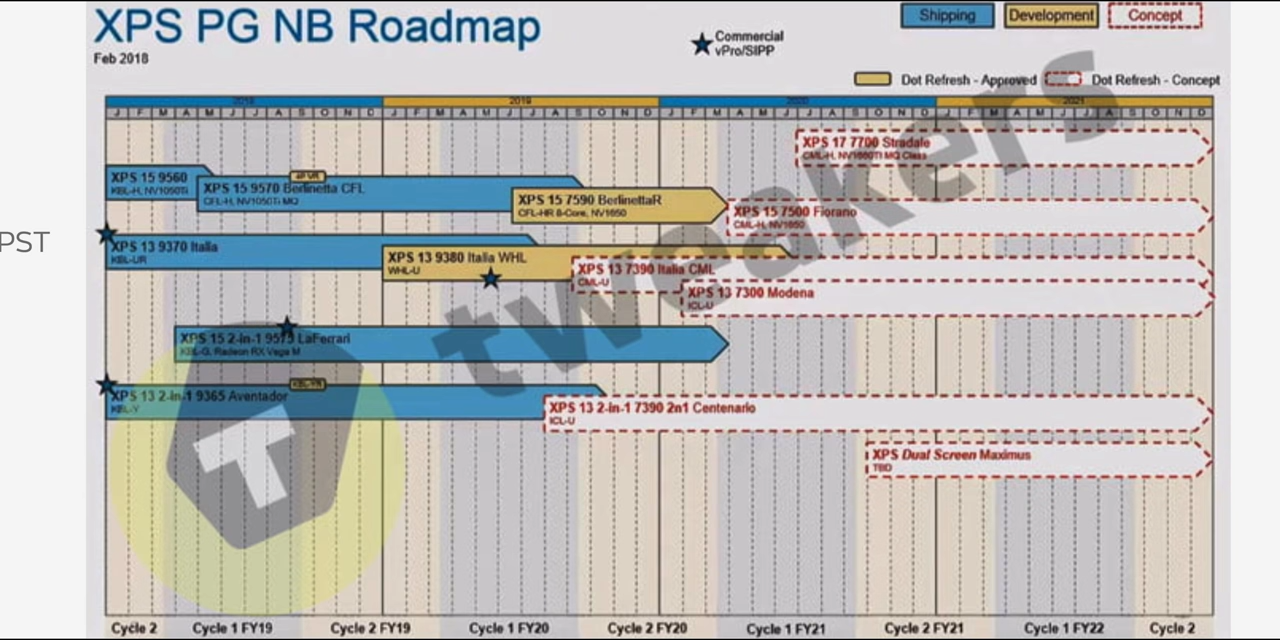 XPS PG NB Roadmap
Feb 2018
Commercial
vPro/SIPP
Shipping
Development
Concept
Dot Refresh - Approved
Dot Refresh - Concept
2018 2019 2020 2021
J F M A M J J A S O N D J F M A M J J A S O N D J F M A M J J A S O N D J F M A M J J A S O N D
XPS 17 7700 Stradale
CML-H, NV1660Ti MQ Class
XPS 15 9560
KBL-H, NV1050Ti
XPS 15 9570 Berlinetta CFL
CFL-H, NV1050Ti MQ
XPS 15 7590 BerlinettaR
CFL-HR 8-Core, NV1650
XPS 15 7500 Fiorano
CML-H, NV1650
PST
XPS 13 9370 Italia
KBL-UR
XPS 13 9380 Italia WHL
WHL-U
XPS 13 7390 Italia CML
CML-U
XPS 13 7300 Modena
ICL-U
XPS 15 2-in-1 9575 LaFerrari
KBL-G, Radeon RX Vega M
XPS 13 2-in-1 9365 Aventador
KBL-Y
XPS 13 2-in-1 7390 2n1 Centenario
ICL-U
XPS Dual Screen Maximus
TBD
tweakers
Cycle 2
Cycle 1 FY19
Cycle 2 FY19
Cycle 1 FY20
Cycle 2 FY20
Cycle 1 FY21
Cycle 2 FY21
Cycle 1 FY22
Cycle 2